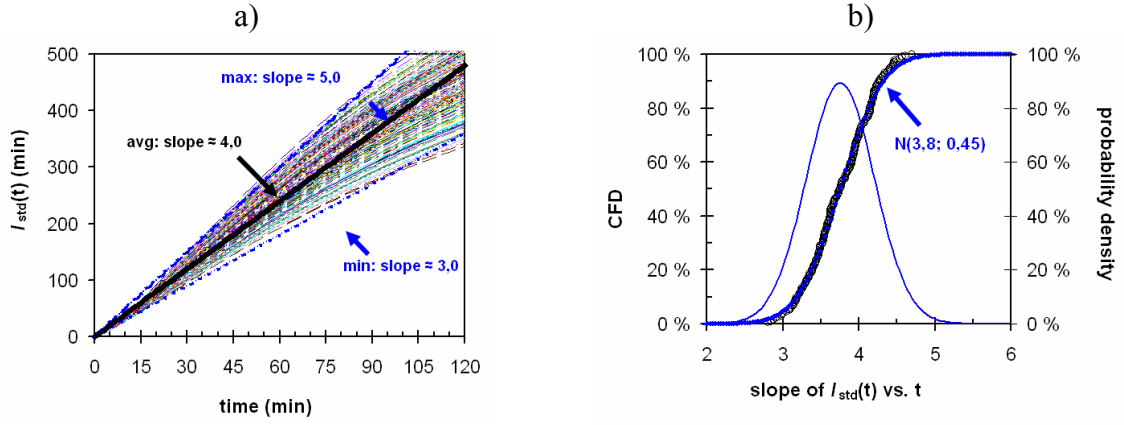 a)
500
400
300
200
100
0
I std(t) (min)
max: slope ≈ 5,0
avg: slope ≈ 4,0
min: slope ≈ 3,0
0 15 30 45 60 75 90 105 120
time (min)
b)
100 %
80 %
60 %
40 %
20 %
0 %
CFD
N(3,8; 0,45)
100 %
80 %
60 %
40 %
20 %
0 %
probability density
2 3 4 5 6
slope of I std(t) vs. t